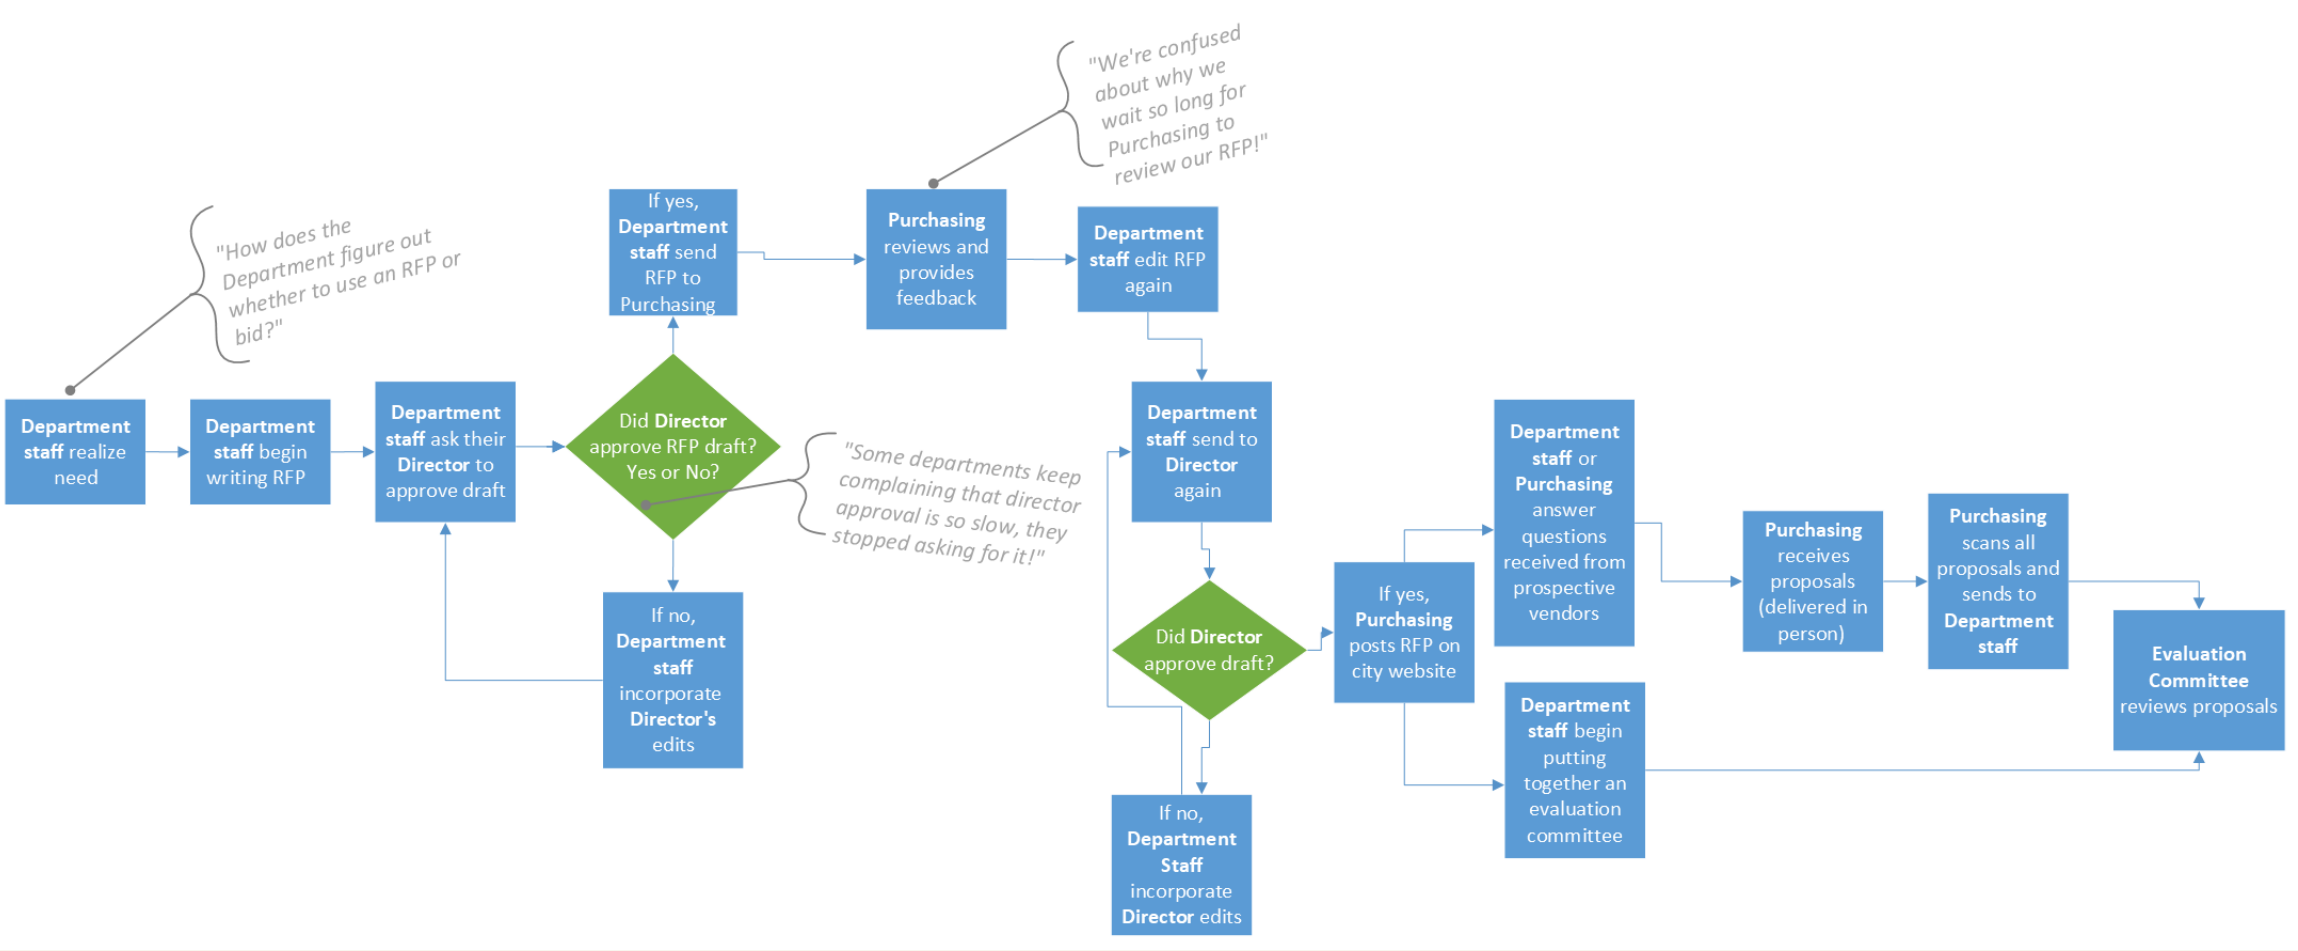 "We're confused
about why we
wait so long for
Purchasing to
review our RFP!"
"How does the
Department figure out
whether to use an RFP or
bid?"
If yes,
Department
staff send
RFP to
Purchasing
Purchasing
reviews and
provides
feedback
Department
staff edit RFP
again
Department
staff realize
need
Department
staff begin
writing RFP
Department
staff ask their
Director to
approve draft
Did Director
approve RFP draft?
Yes or No?
"Some departments keep
complaining that director
approval is so slow, they
stopped asking for it!"
If no,
Department
staff
incorporate
Director's
edits
Department
staff send to
Director
again
Did Director
approve draft?
If no,
Department
Staff
incorporate
Director edits
If yes,
Purchasing
posts RFP on
city website
Department
staff or
Purchasing
answer
questions
received from
prospective
vendors
Department
staff begin
putting
together an
evaluation
committee
Purchasing
receives
proposals
(delivered in
person)
Purchasing
scans all
proposals and
sends to
Department
staff
Evaluation
Committee
reviews proposals